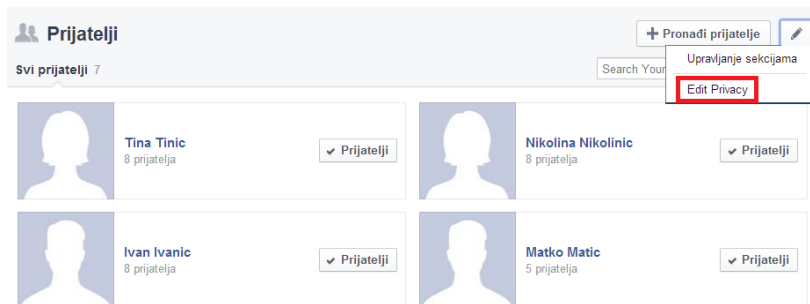 Prijatelji
Pronađi prijatelje
Upravljanje sekcijama
Svi prijatelji 7
Search Your
Edit Privacy
Tina Tinic
8 prijatelja
Prijatelji
Nikolina Nikolinic
8 prijatelja
Prijatelji
Ivan Ivanic
8 prijatelja
Prijatelji
Matko Matic
5 prijatelja
Prijatelji